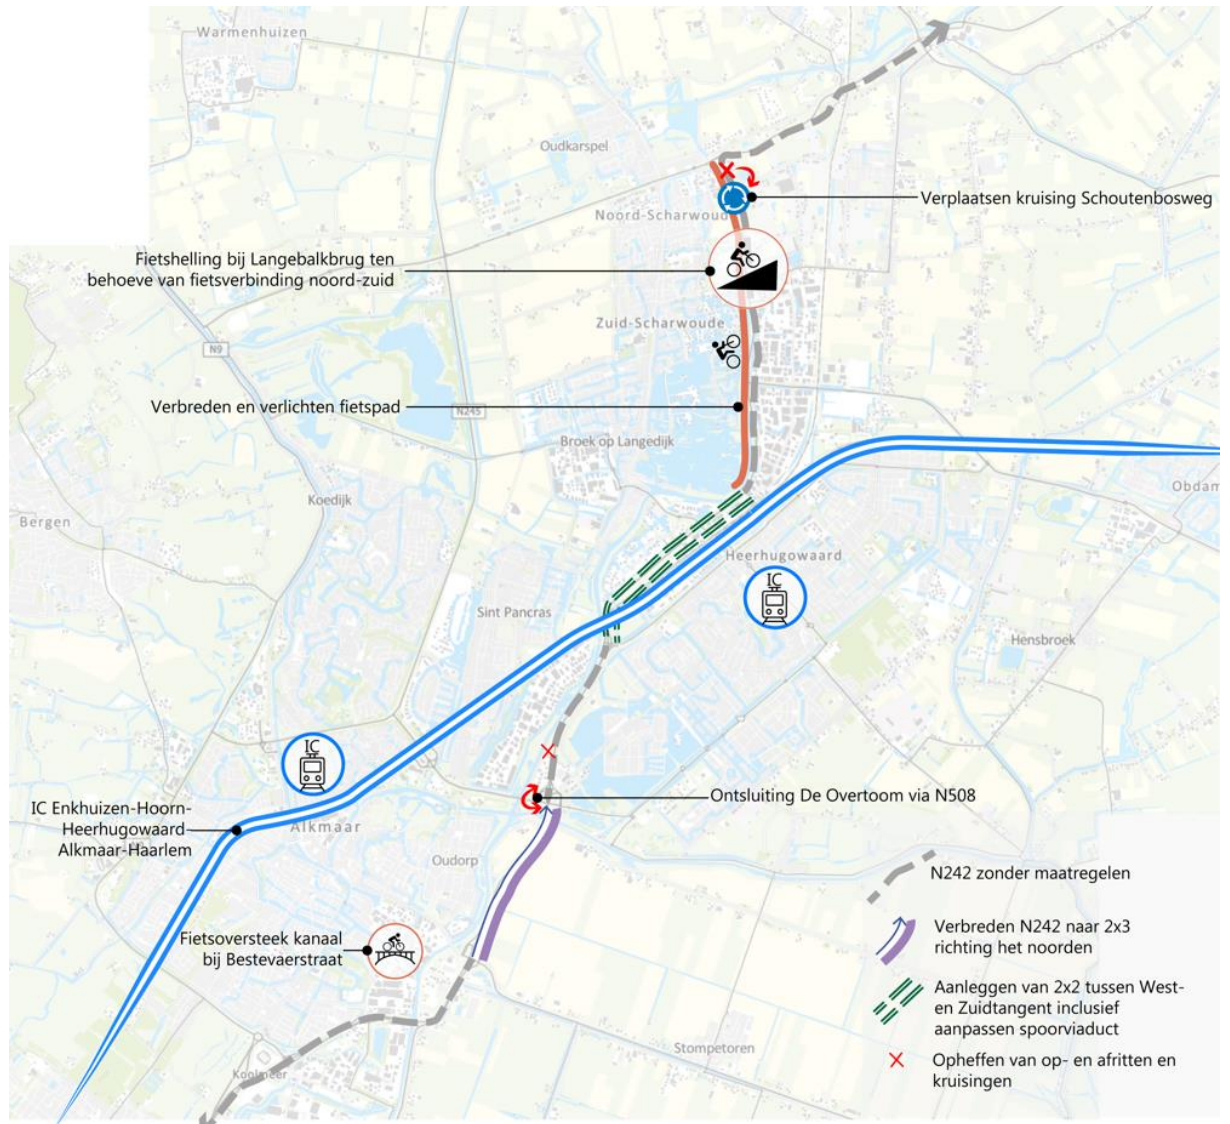 Warmenhuizen
Oudkarspel
Verplaatsen kruising Schoutenbosweg
Noord-Scharwoud
Fietshelling bij Langebalkbrug ten
behoeve van fietsverbinding noord-zuid
Zuid-Scharwoude
N9
Verbreden en verlichten fietspad
N245
Broek op Langedijk
Koedijk
Obdam
Bergen
Heerhugowaard
IC
Sint Pancras
Hensbroek
IC
Ontsluiting De Overtoom via N508
IC Enkhuizen-Hoorn-
Heerhugowaard
Alkmaar-Haarlem
Alkmaar
Oudorp
N242 zonder maatregelen
Verbreden N242 naar 2x3
richting het noorden
Fietsoversteek kanaal
bij Bestevaerstraat
Aanleggen van 2x2 tussen West-
en Zuidtangent inclusief
aanpassen spoorviaduct
Stompetoren
Opheffen van op- en afritten en
kruisingen
Kooimeer